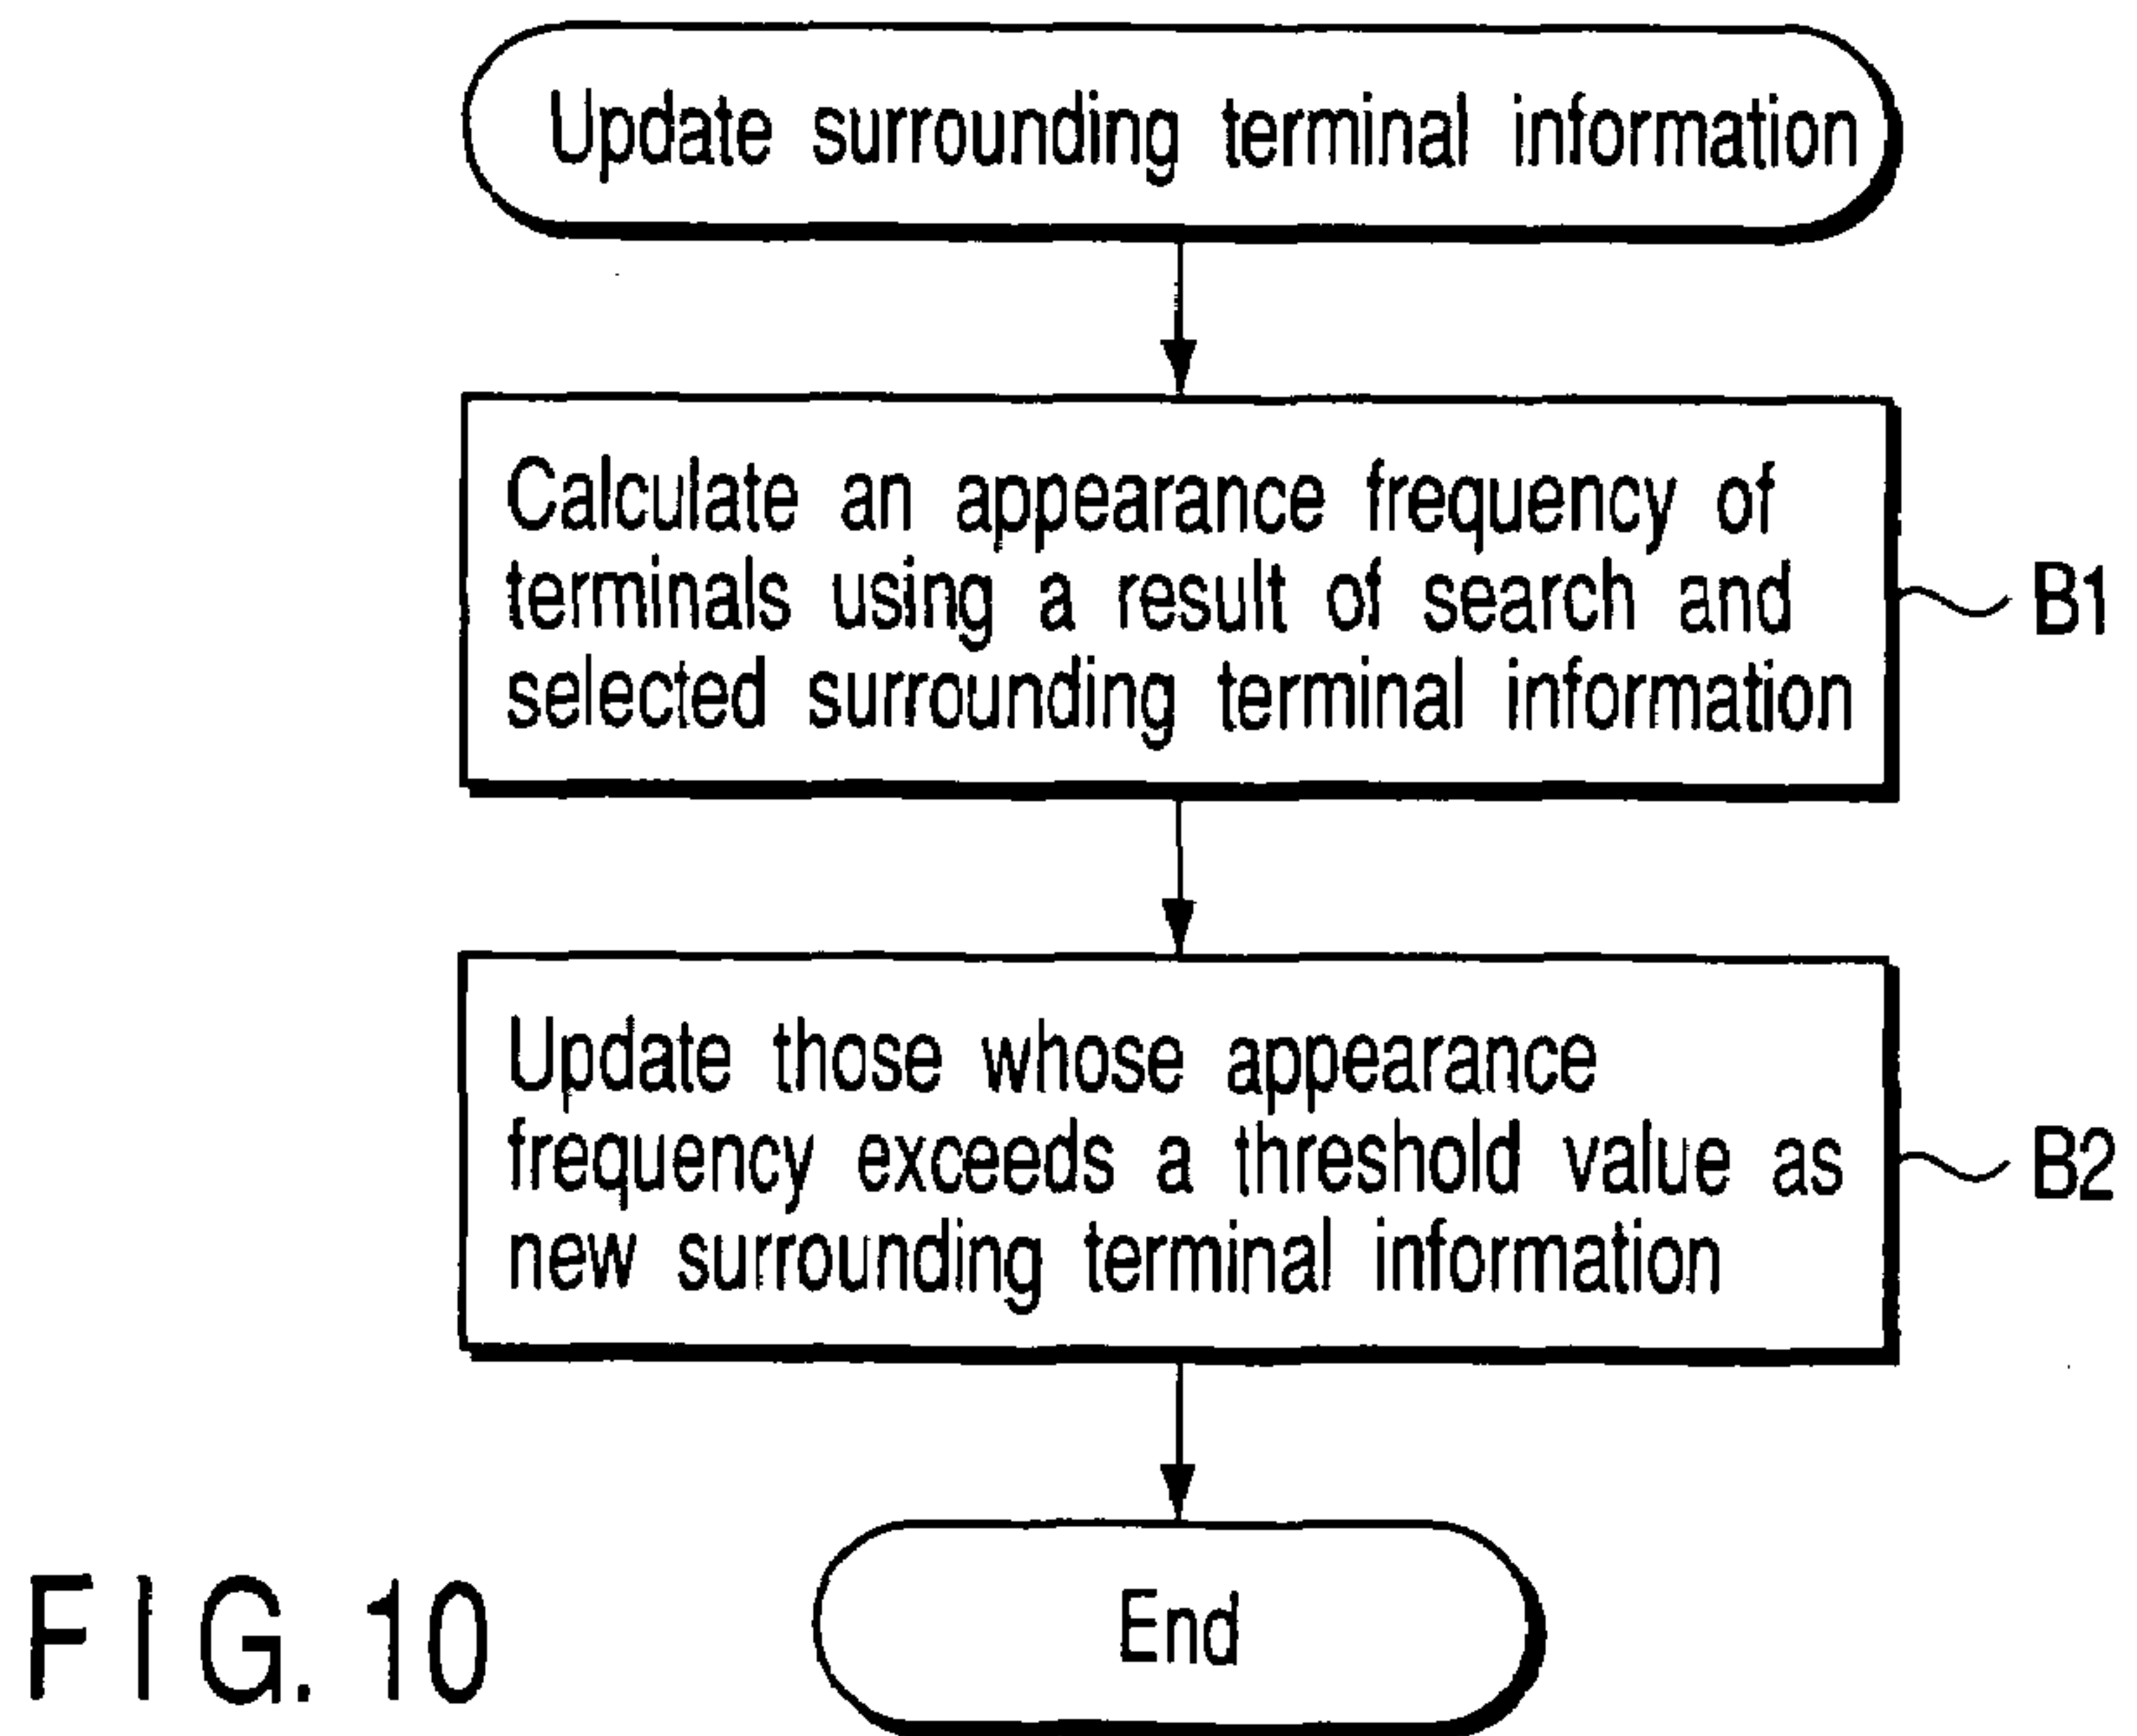 Update surrounding terminal information
Calculate an appearance frequency of
terminals using a result of search and
selected surrounding terminal information
B1
Update those whose appearance
frequency exceeds a threshold value as
new surrounding terminal information
B2
End
FIG. 10